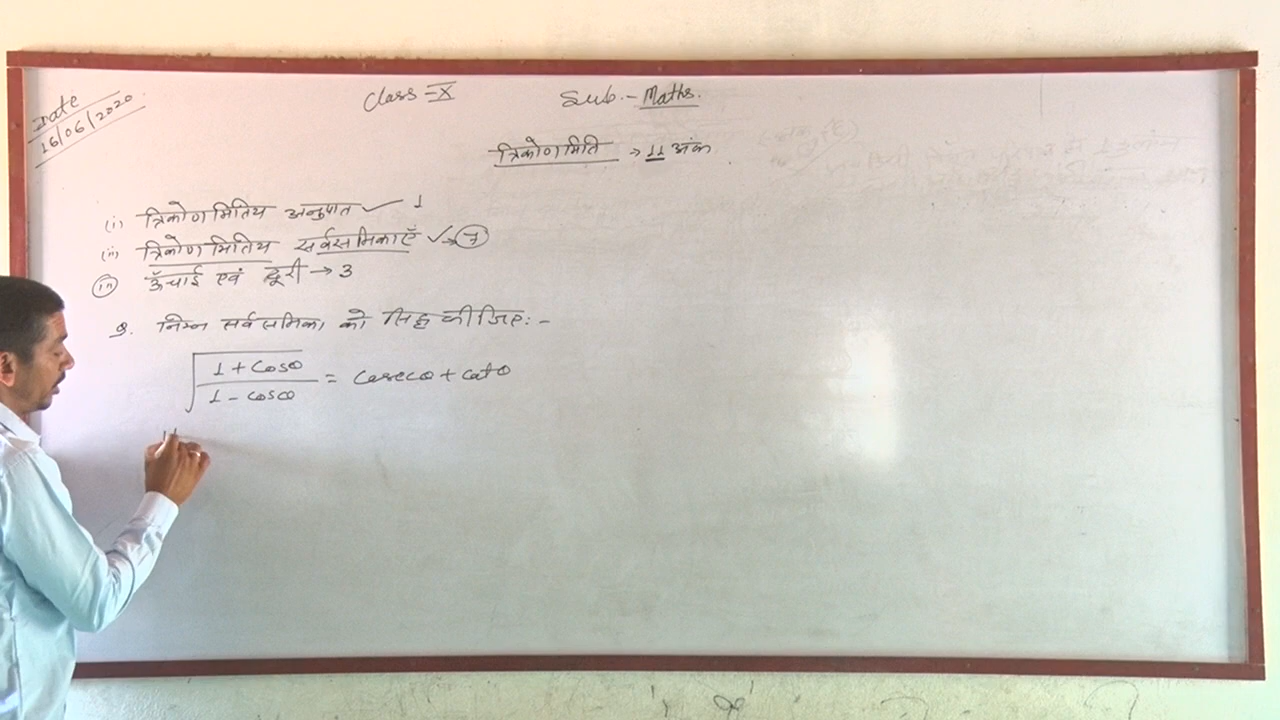 Date
16/06/2020
Class - X
Sub. - Maths.
त्रिकोणमिति → 11 अंक
(i) त्रिकोणमितिय अनुपात ✓ 1
(ii) त्रिकोणमितिय सर्वसमिकाएँ ✓→ 7
(iii) ऊँचाई एवं दूरी → 3
Q. निम्न सर्वसमिका को सिद्ध कीजिए: -
√((1 + cosθ)/(1 - cosθ)) = cosecθ + cotθ